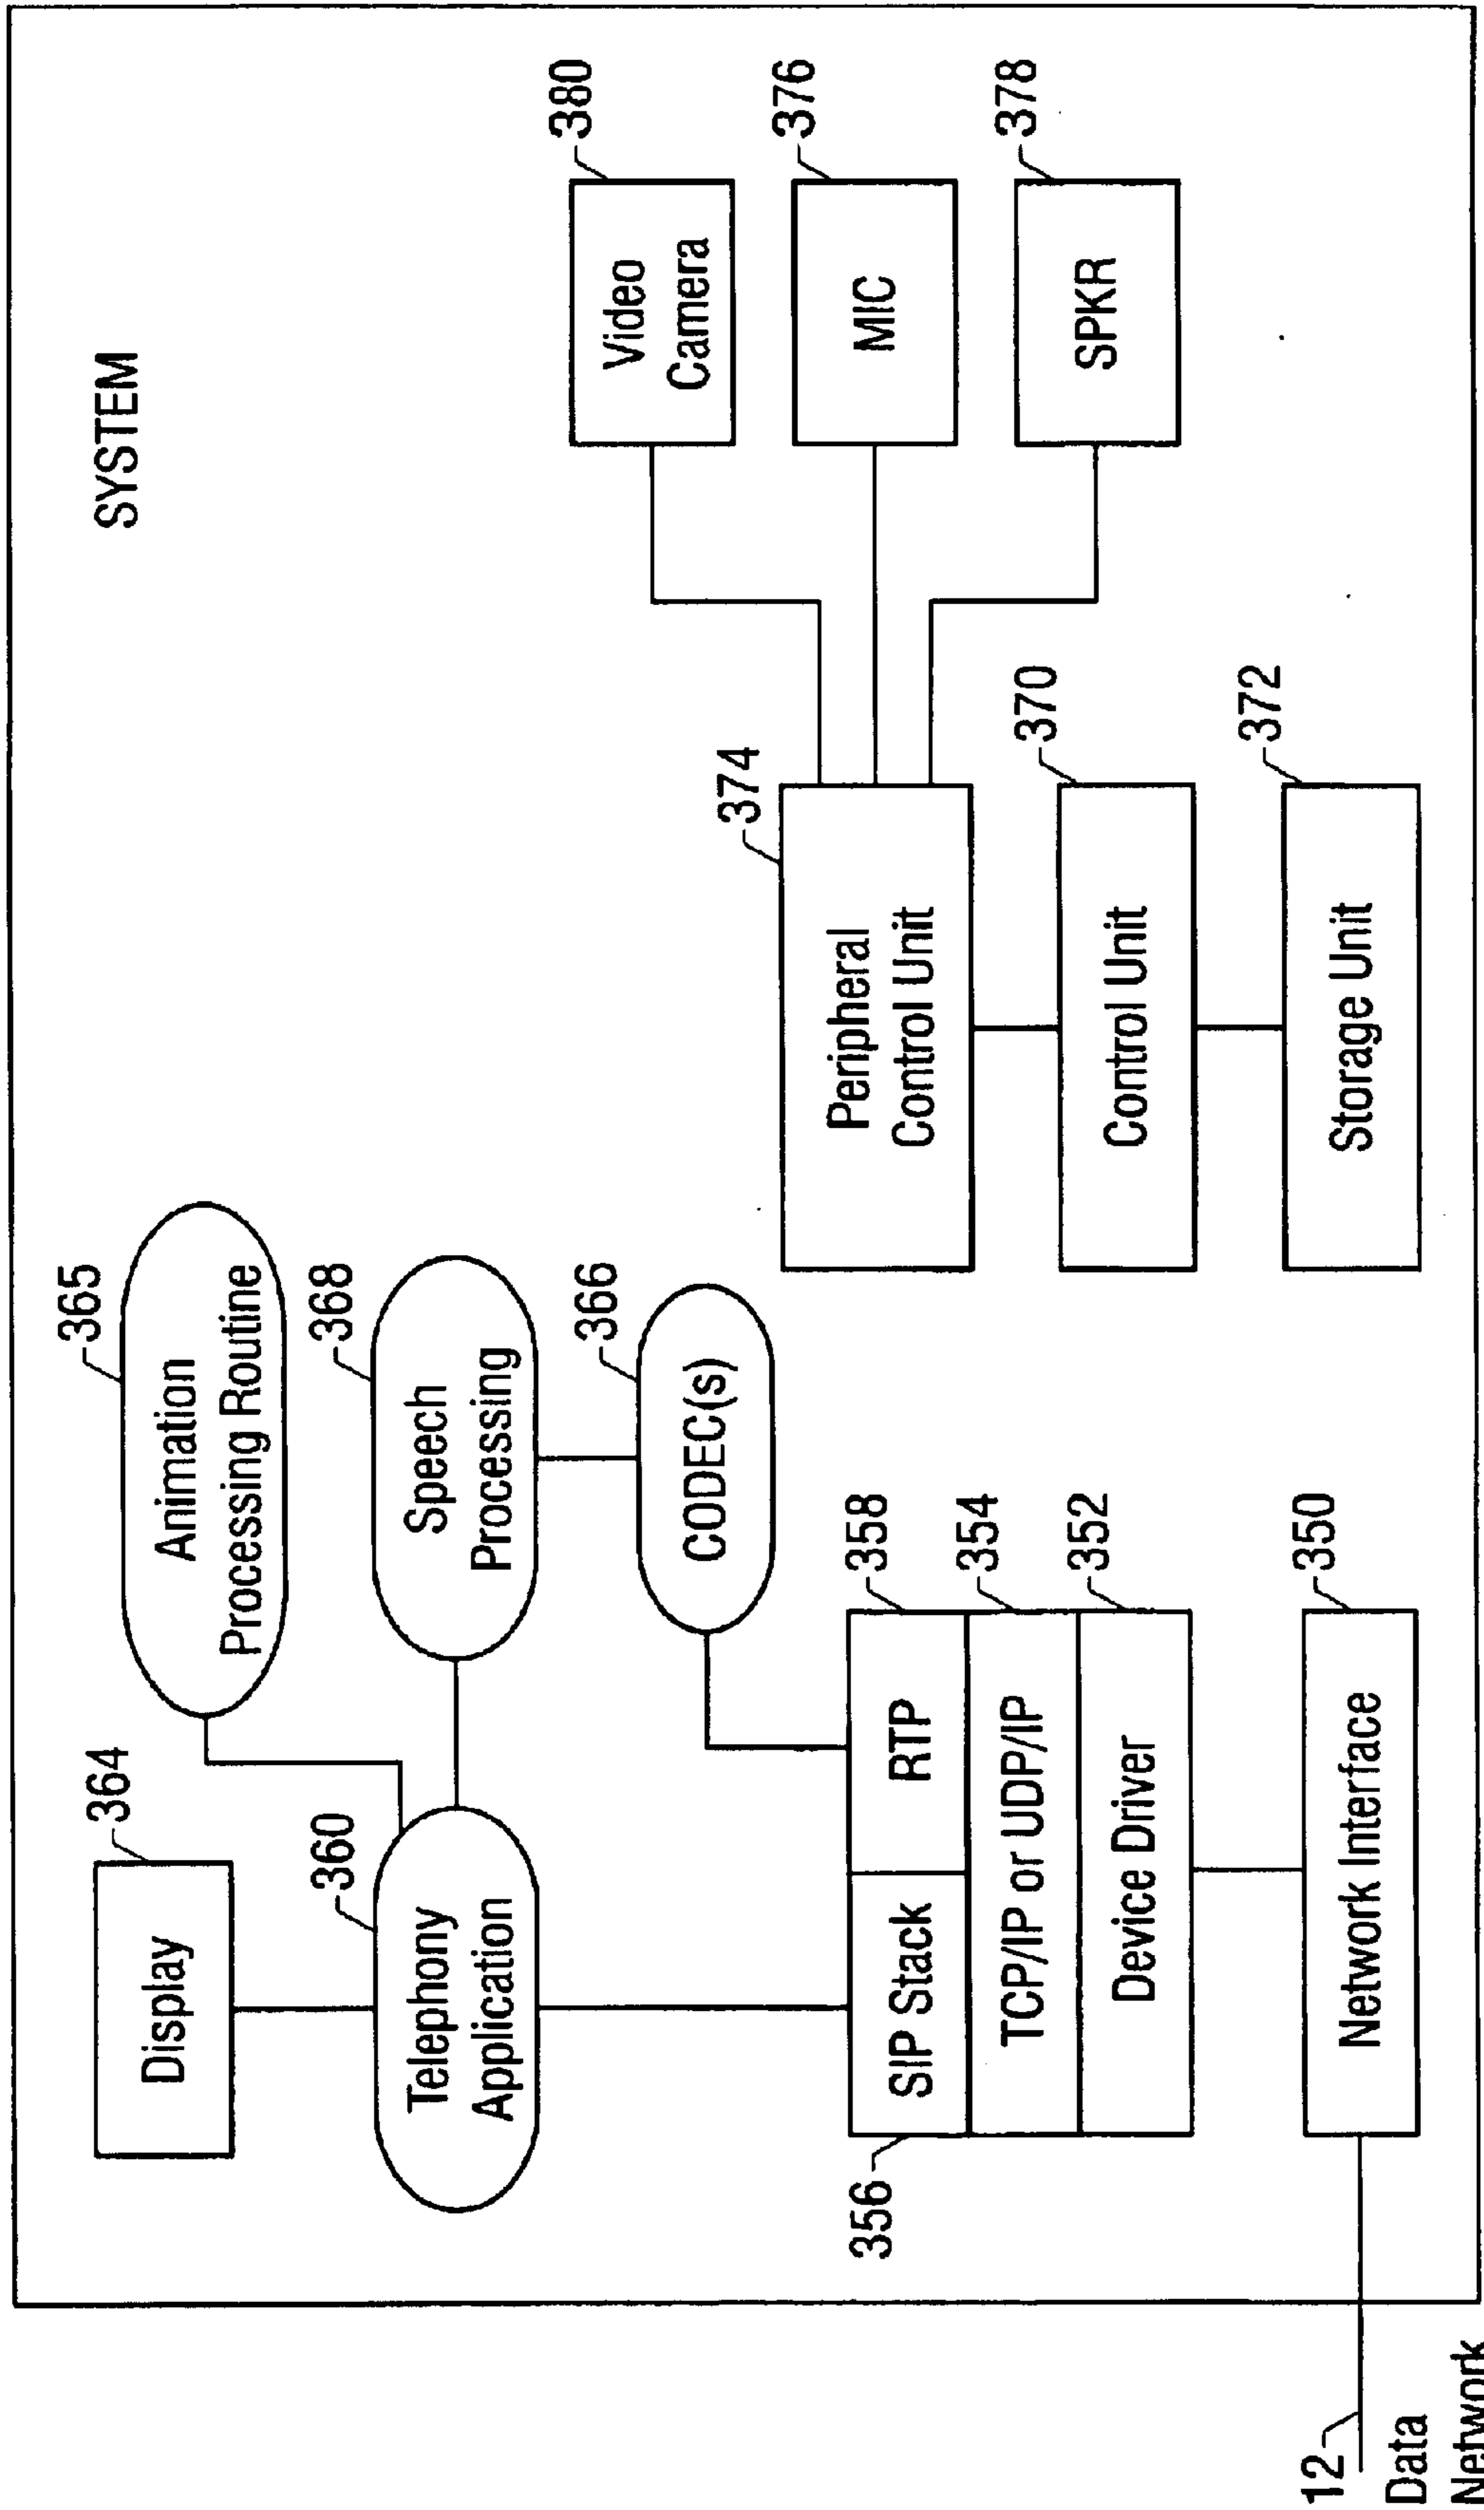 SYSTEM
364
Display
365
Animation
Processing Routine
360
Telephony
Application
368
Speech
Processing
366
CODEC(s)
356
SIP Stack
RTP
358
TCP/IP or UDP/IP
354
Device Driver
352
Network Interface
350
12
Data
Network
374
Peripheral
Control Unit
370
Control Unit
372
Storage Unit
380
Video
Camera
376
MIC
378
SPKR